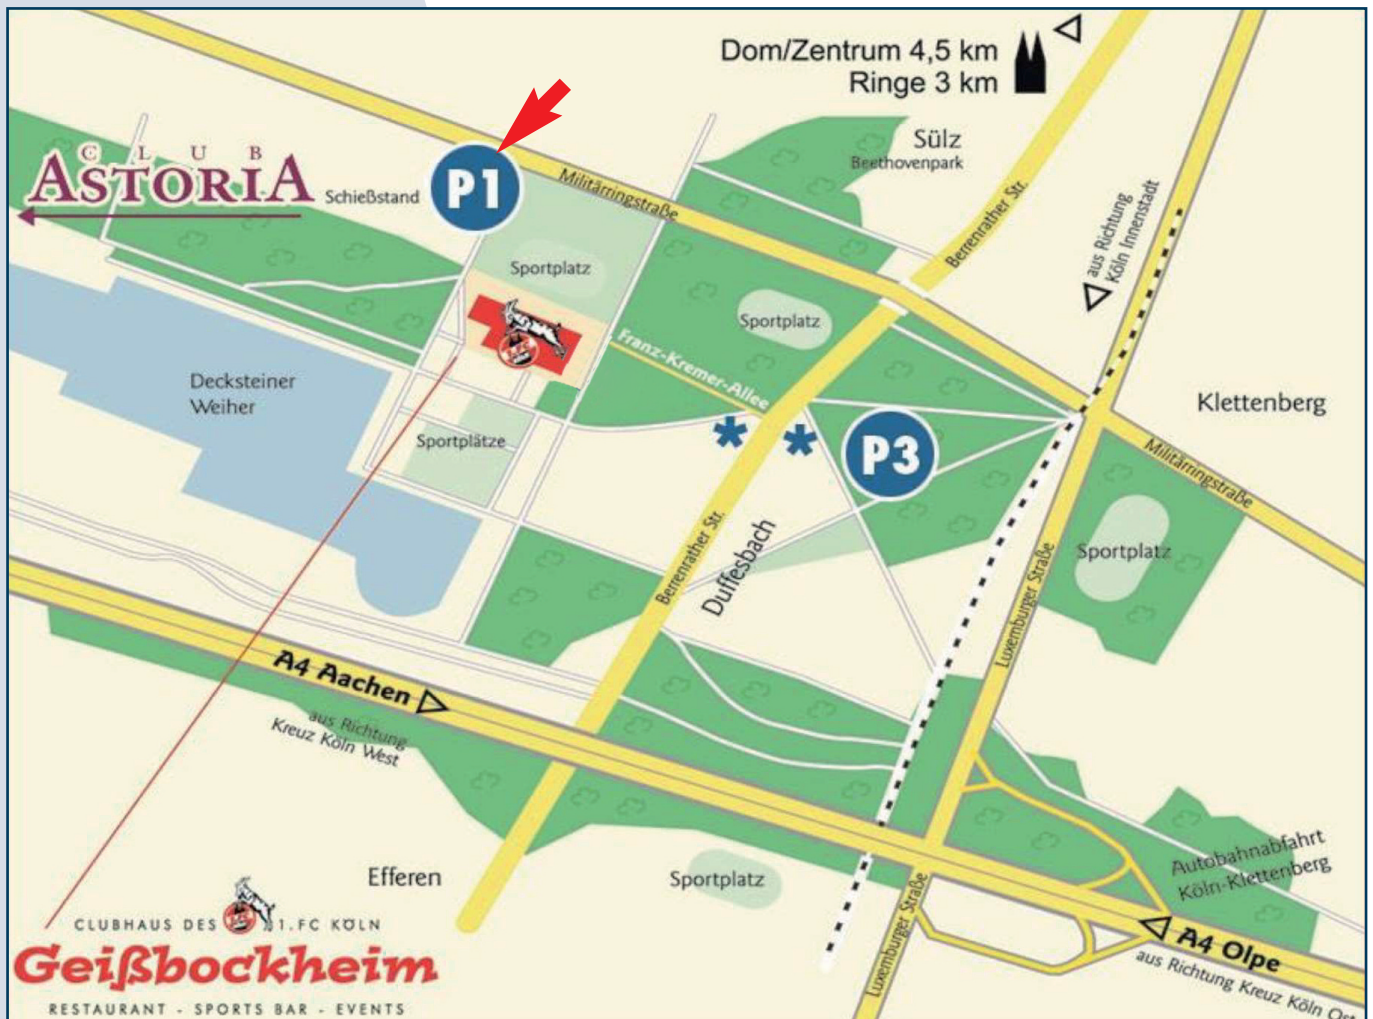 Dom/Zentrum 4,5 km
Ringe 3 km
CLUB
ASTORIA
Schießstand
P1
Militärringstraße
Sülz
Beethovenpark
Berrenrather Str.
aus Richtung
Köln Innenstadt
Sportplatz
1.FC
KÖLN
Sportplatz
Franz-Kremer-Allee
Decksteiner
Weiher
Klettenberg
Sportplätze
* *
P3
Militärringstraße
Berrenrather Str.
Duffesbach
Sportplatz
Luxemburger Straße
A4 Aachen
aus Richtung
Kreuz Köln West
Efferen
Sportplatz
Autobahnabfahrt
Köln-Klettenberg
Luxemburger Straße
A4 Olpe
aus Richtung Kreuz Köln Ost
CLUBHAUS DES 1.FC KÖLN
Geißbockheim
RESTAURANT - SPORTS BAR - EVENTS